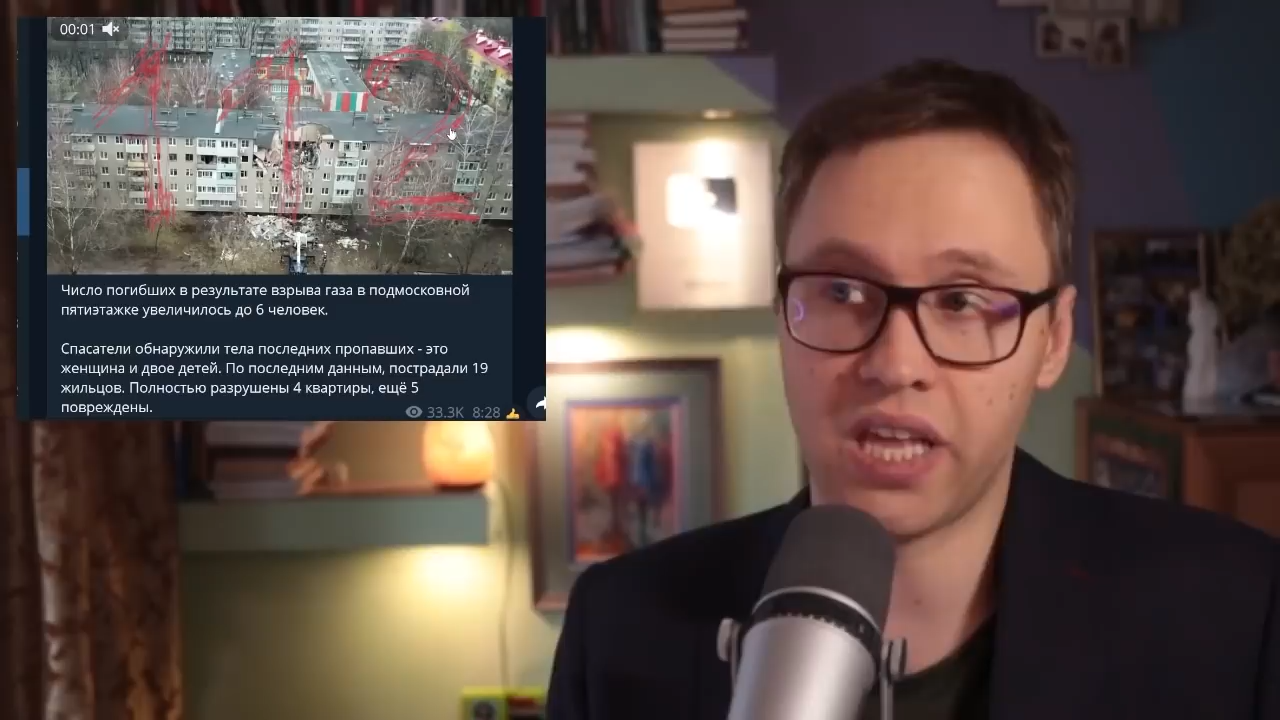 00:01
112
Число погибших в результате взрыва газа в подмосковной
пятиэтажке увеличилось до 6 человек.
Спасатели обнаружили тела последних пропавших - это
женщина и двое детей. По последним данным, пострадали 19
жильцов. Полностью разрушены 4 квартиры, ещё 5
повреждены.
33.3K 8:28